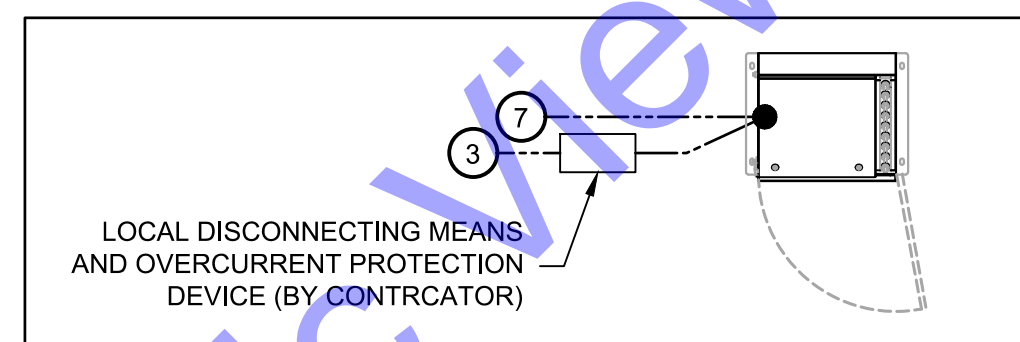 7
3
LOCAL DISCONNECTING MEANS
AND OVERCURRENT PROTECTION
DEVICE (BY CONTRCATOR)